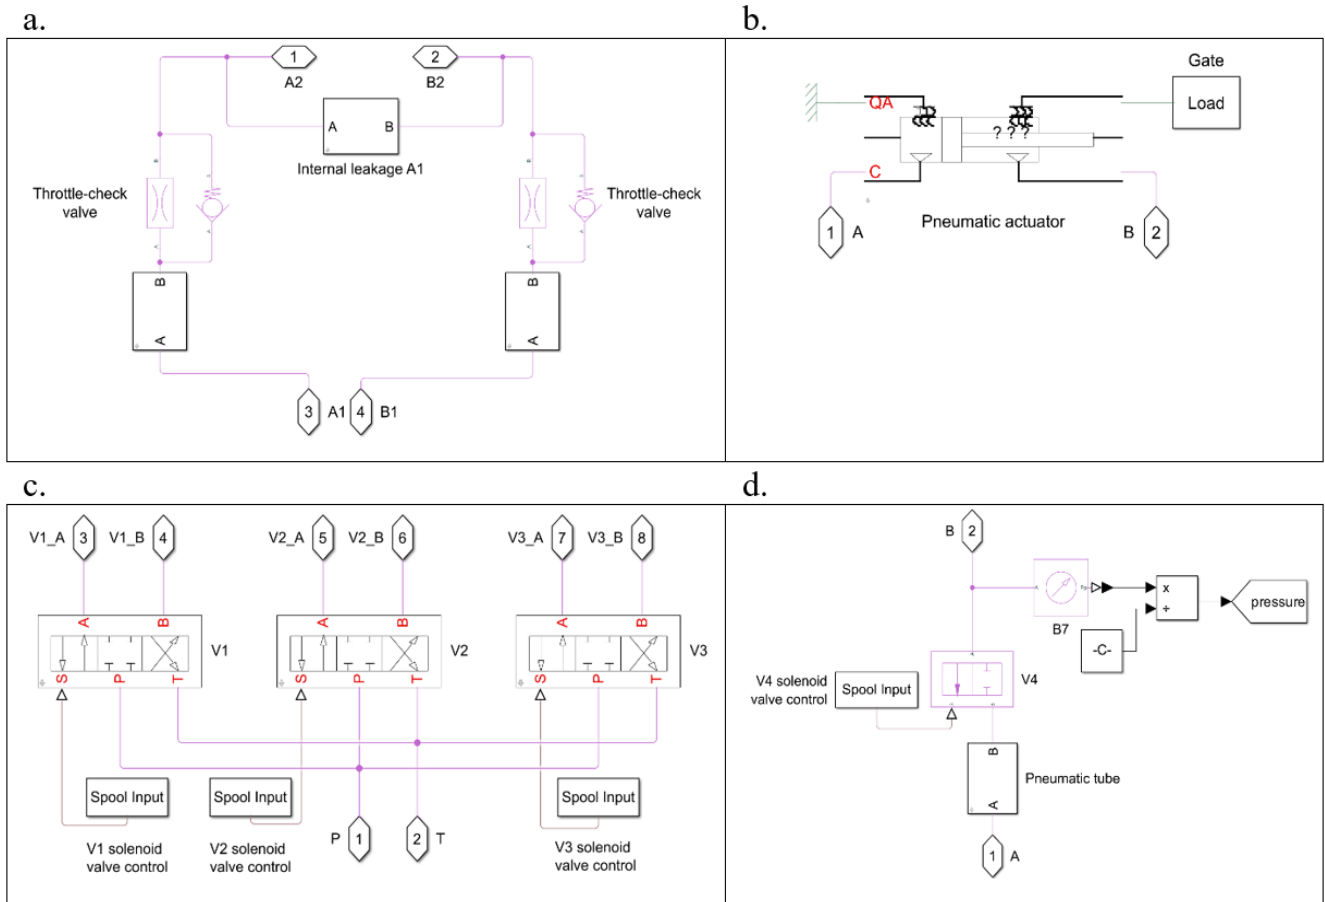 a.
1
A2
2
B2
A B
Internal leakage A1
Throttle-check
valve
B
A
B
A
B
A
Throttle-check
valve
B
A
B
A
B
A
3 A1
4 B1
b.
Gate
Load
QA
? ? ?
C
1 A
B 2
Pneumatic actuator
c.
V1_A 3
V1_B 4
V2_A 5
V2_B 6
V3_A 7
V3_B 8
A B
S P T
V1
A B
S P T
V2
A B
S P T
V3
Spool Input
Spool Input
Spool Input
P 1
2 T
V1 solenoid
valve control
V2 solenoid
valve control
V3 solenoid
valve control
d.
B 2
B7
x
÷
pressure
-C-
V4 solenoid
valve control
Spool Input
V4
B
A
Pneumatic tube
1 A